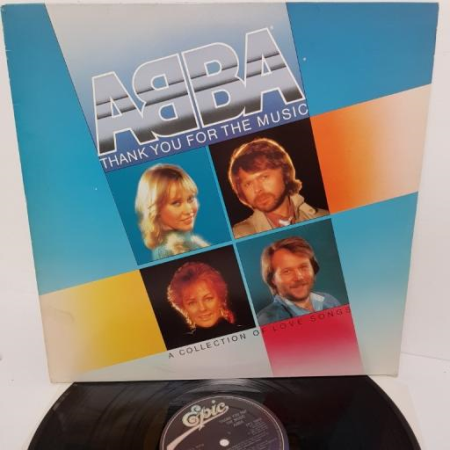 ABBA
THANK YOU FOR THE MUSIC
A COLLECTION OF LOVE SONGS
Epic